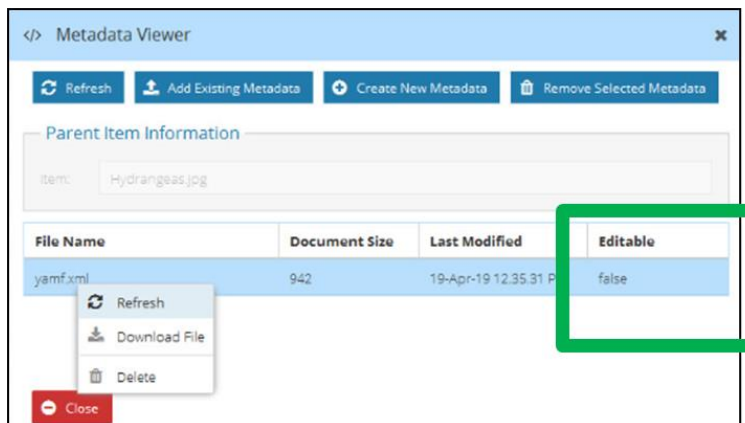 </> Metadata Viewer
Refresh Add Existing Metadata Create New Metadata Remove Selected Metadata
Parent Item Information
Item: Hydrangeas.jpg
File Name Document Size Last Modified Editable
yamf.xml 942 19-Apr-19 12.35.31 P false
Refresh
Download File
Delete
Close